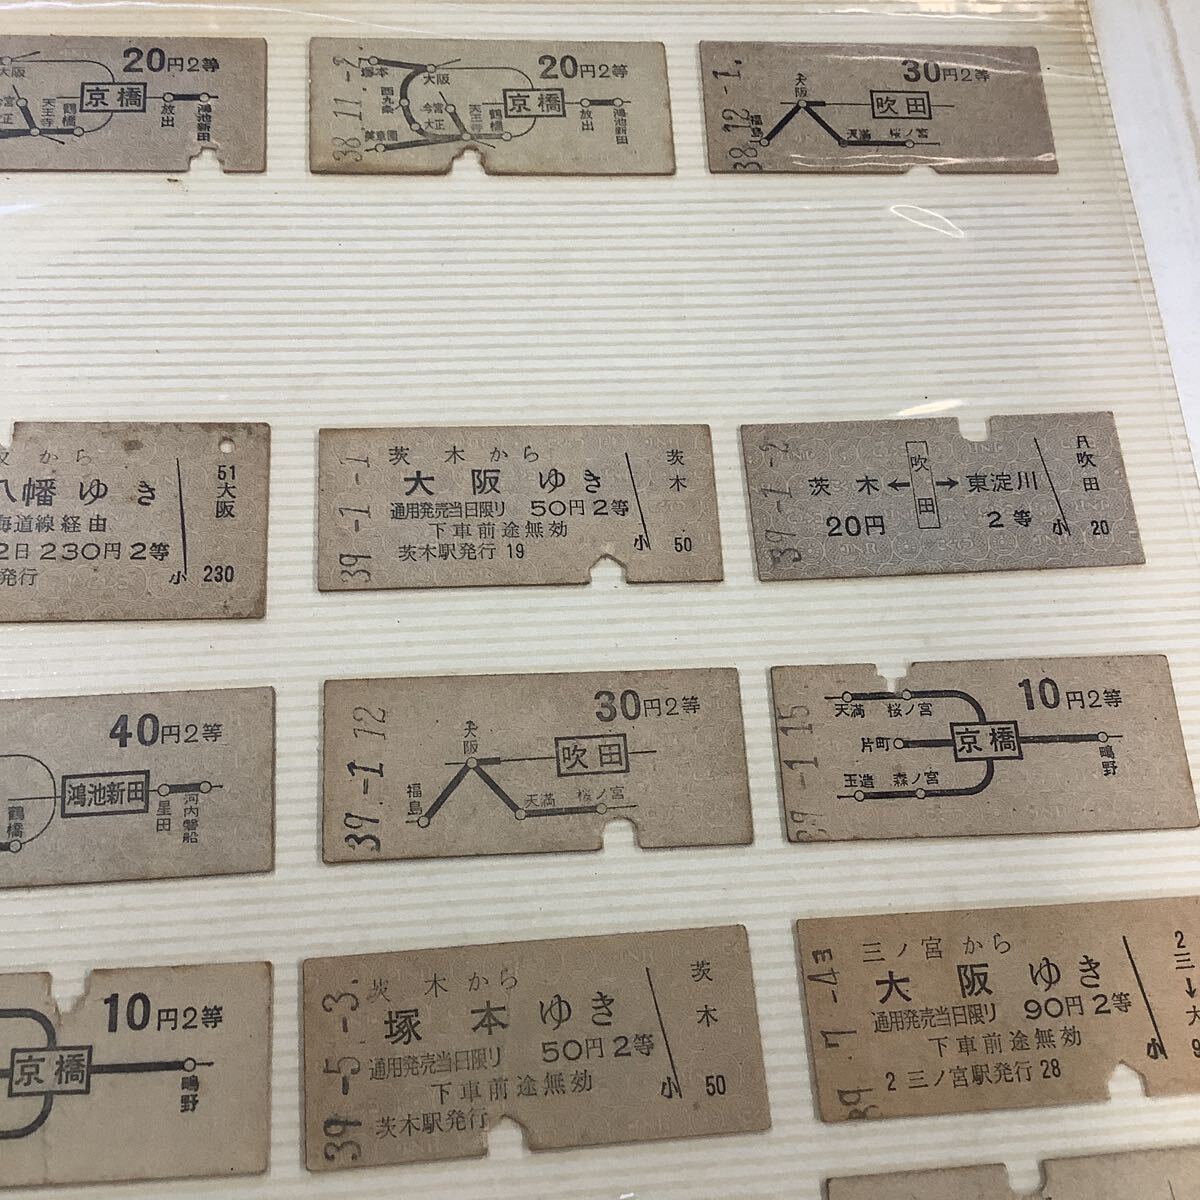 20円2等
大阪
今宮
大正
天王寺
鶴橋
京橋
放出
鴻池新田
38.11.-2
20円2等
塚本
大阪
西九条
今宮
大正
弁天町
天王寺
鶴橋
京橋
放出
鴻池新田
38.12.-1.
30円2等
大阪
吹田
福島
天満
桜ノ宮
から
八幡ゆき
海道線経由
2日230円2等
発行
51
大阪
小 230
39.-1.-1
茨木から
大阪ゆき
通用発売当日限リ 50円2等
下車前途無効
茨木駅発行 19
茨木
小 50
39.-1.-2
茨木←吹田→東淀川
20円 2等
吹田
小 20
40円2等
鶴橋
鴻池新田
星田
河内磐船
39.-1.12
30円2等
大阪
吹田
福島
天満
桜ノ宮
39.-1.15
10円2等
天満
桜ノ宮
片町
京橋
鴫野
玉造
森ノ宮
10円2等
京橋
鴫野
39.-5.-3.
茨木から
塚本ゆき
通用発売当日限リ 50円2等
下車前途無効
茨木駅発行
茨木
小 50
39.7.-4
三ノ宮から
大阪ゆき
通用発売当日限リ 90円2等
下車前途無効
2 三ノ宮駅発行 28
2
三
↓
大
小 9